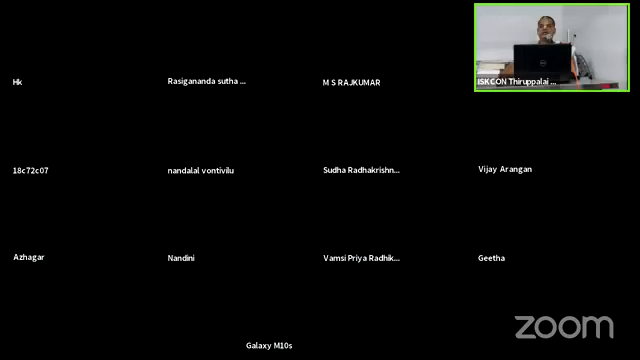 Hk
Rasigananda sutha ...
M S RAJKUMAR
ISKCON Thiruppalai ...
18c72c07
nandalal vontivilu
Sudha Radhakrishn...
Vijay Arangan
Azhagar
Nandini
Vamsi Priya Radhik...
Geetha
Galaxy M10s
zoom